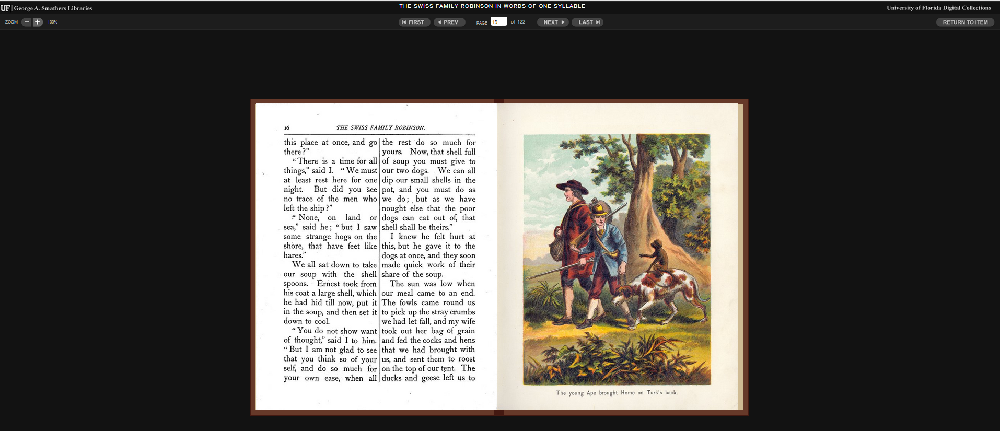 UF | George A. Smathers Libraries
THE SWISS FAMILY ROBINSON IN WORDS OF ONE SYLLABLE
University of Florida Digital Collections
ZOOM − + 100%
FIRST PREV PAGE 19 of 122 NEXT LAST
RETURN TO ITEM
16 THE SWISS FAMILY ROBINSON.
this place at once, and go
there?”
“There is a time for all
things,” said I. “We must
at least rest here for one
night. But did you see
no trace of the men who
left the ship?”
“None, on land or
sea,” said he; “but I saw
some strange hogs on the
shore, that have feet like
hares.”
We all sat down to take
our soup with the shell
spoons. Ernest took from
his coat a large shell, which
he had hid till now, put it
in the soup, and then set it
down to cool.
“You do not show want
of thought,” said I to him.
“But I am not glad to see
that you think so of your
self, and do so much for
your own ease, when all
the rest do so much for
yours. Now, that shell full
of soup you must give to
our two dogs. We can all
dip our small shells in the
pot, and you must do as
we do; but as we have
nought else that the poor
dogs can eat out of, that
shell shall be theirs.”
I knew he felt hurt at
this, but he gave it to the
dogs at once, and they soon
made quick work of their
share of the soup.
The sun was low when
our meal came to an end.
The fowls came round us
to pick up the stray crumbs
we had let fall, and my wife
took out her bag of grain
and fed the cocks and hens
that we had brought with
us, and sent them to roost
on the top of our tent. The
ducks and geese left us to
The young Ape brought Home on Turk's back.